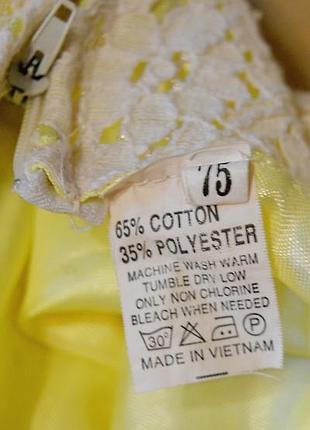 A
75
65% COTTON
35% POLYESTER
MACHINE WASH WARM
TUMBLE DRY LOW
ONLY NON CHLORINE
BLEACH WHEN NEEDED
30° P
MADE IN VIETNAM